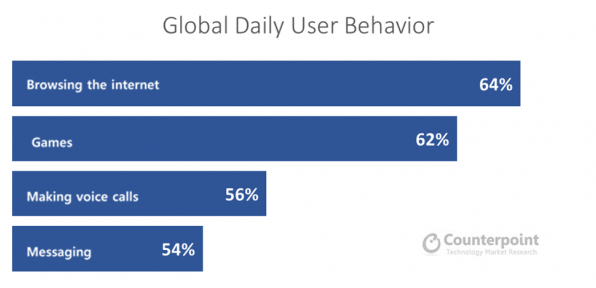 Global Daily User Behavior
Browsing the internet 64%
Games 62%
Making voice calls 56%
Messaging 54%
Counterpoint
Technology Market Research